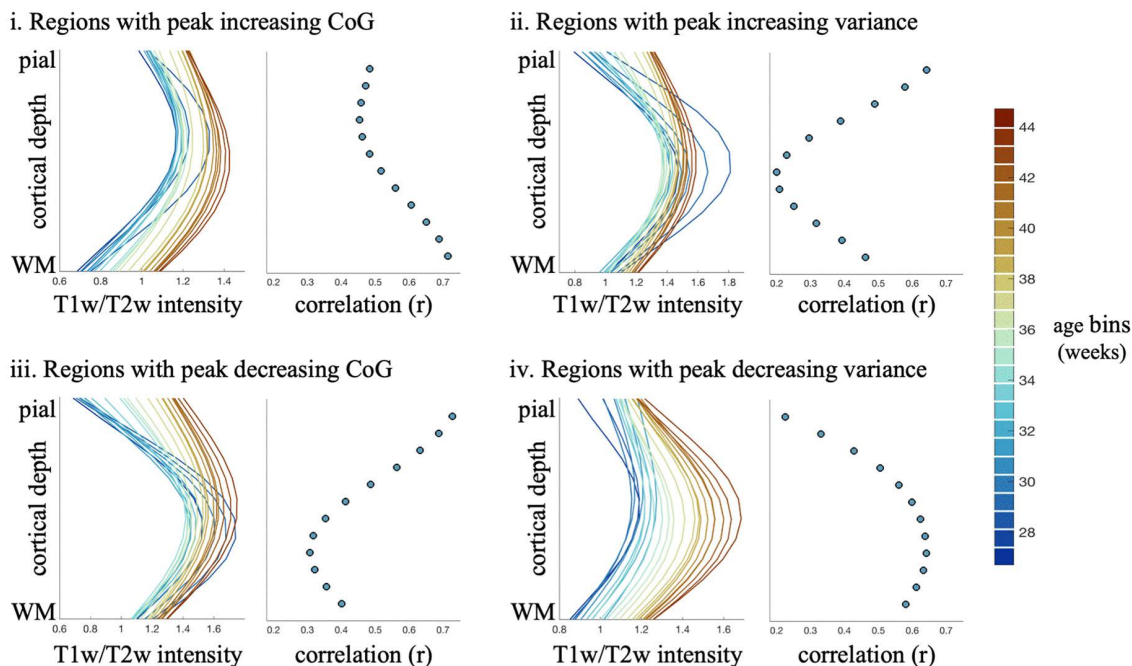 i. Regions with peak increasing CoG
ii. Regions with peak increasing variance
pial
cortical depth
WM
0.6 0.8 1 1.2 1.4
T1w/T2w intensity
0.2 0.3 0.4 0.5 0.6 0.7
correlation (r)
pial
cortical depth
WM
0.8 1 1.2 1.4 1.6 1.8
T1w/T2w intensity
0.2 0.3 0.4 0.5 0.6 0.7
correlation (r)
iii. Regions with peak decreasing CoG
iv. Regions with peak decreasing variance
pial
cortical depth
WM
0.6 0.8 1 1.2 1.4 1.6
T1w/T2w intensity
0.2 0.3 0.4 0.5 0.6 0.7
correlation (r)
pial
cortical depth
WM
0.8 1 1.2 1.4 1.6
T1w/T2w intensity
0.2 0.3 0.4 0.5 0.6 0.7
correlation (r)
44
42
40
38
36
34
32
30
28
age bins
(weeks)